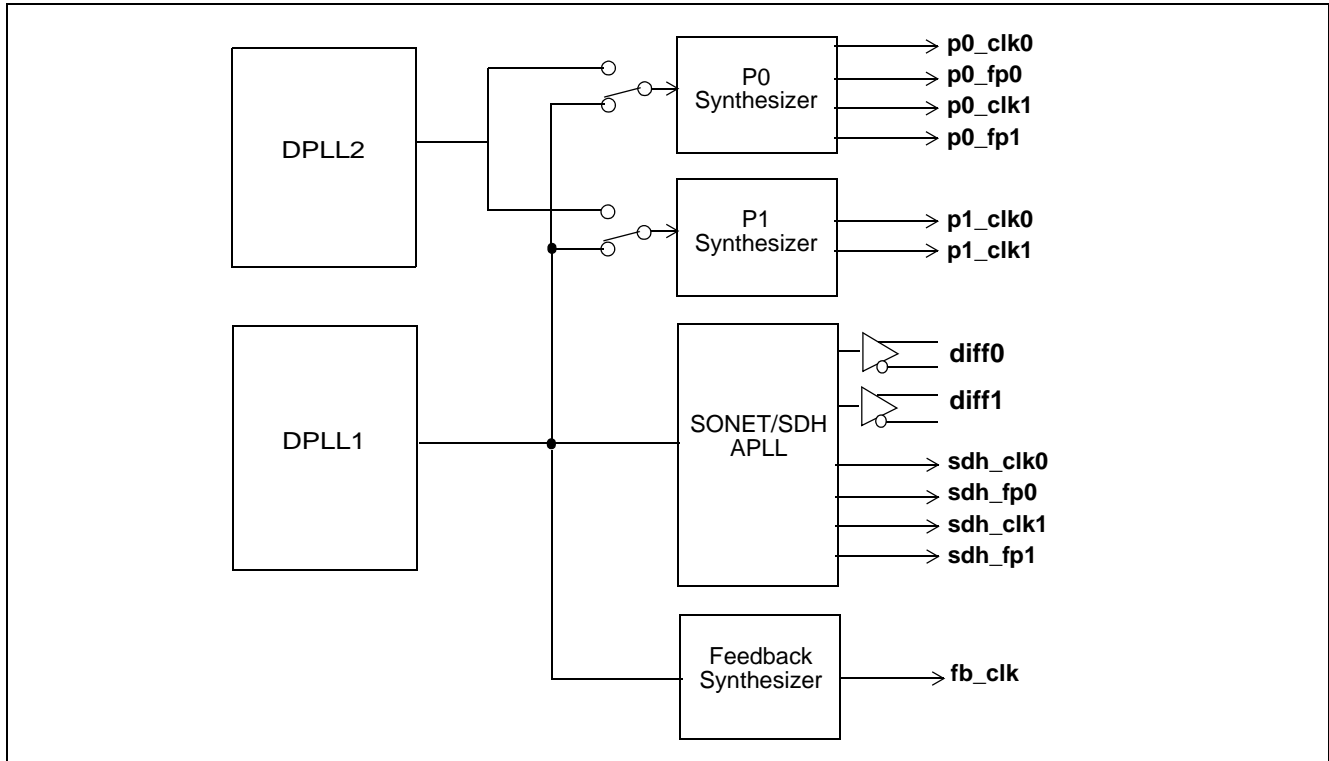 DPLL2
P0
Synthesizer
p0_clk0
p0_fp0
p0_clk1
p0_fp1
P1
Synthesizer
p1_clk0
p1_clk1
DPLL1
SONET/SDH
APLL
diff0
diff1
sdh_clk0
sdh_fp0
sdh_clk1
sdh_fp1
Feedback
Synthesizer
fb_clk